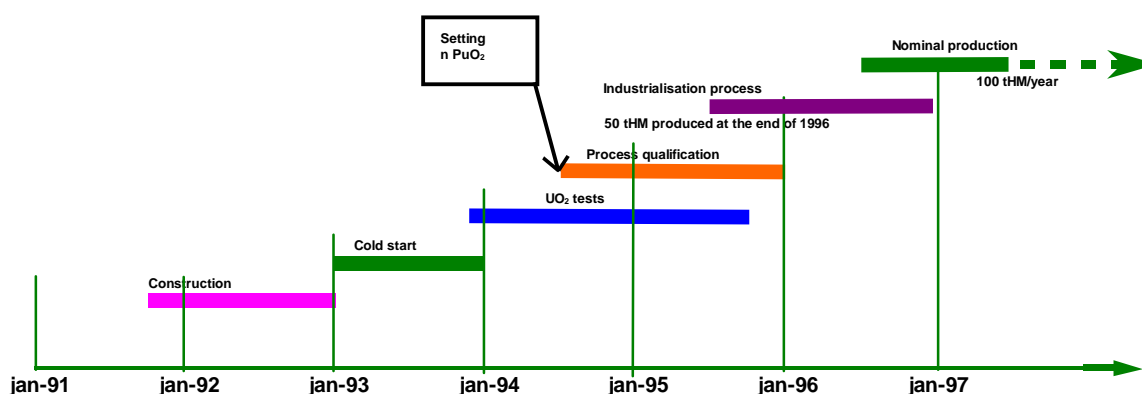 Setting
n PuO₂
Nominal production
100 tHM/year
Industrialisation process
50 tHM produced at the end of 1996
Process qualification
UO₂ tests
Cold start
Construction
jan-91 jan-92 jan-93 jan-94 jan-95 jan-96 jan-97